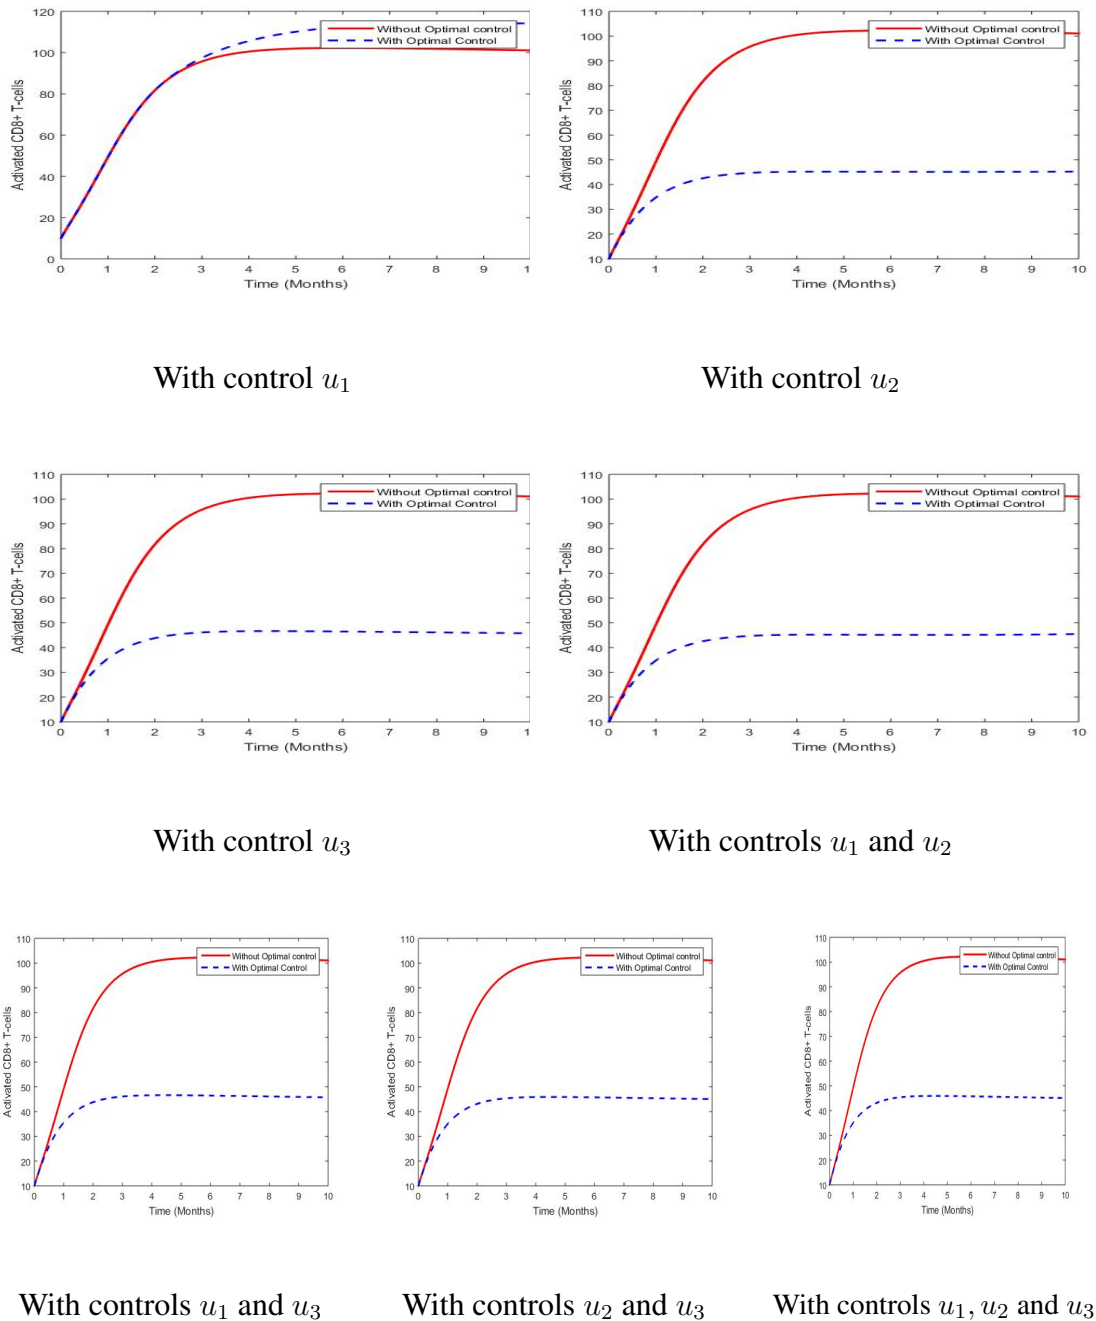 120
100
80
60
40
20
0
Activated CD8+ T-cells
Without Optimal control
With Optimal Control
0 1 2 3 4 5 6 7 8 9 1
Time (Months)
110
100
90
80
70
60
50
40
30
20
10
Activated CD8+ T-cells
Without Optimal control
With Optimal Control
0 1 2 3 4 5 6 7 8 9 10
Time (Months)
With control u₁
With control u₂
110
100
90
80
70
60
50
40
30
20
10
Activated CD8+ T-cells
Without Optimal control
With Optimal Control
0 1 2 3 4 5 6 7 8 9 1
Time (Months)
110
100
90
80
70
60
50
40
30
20
10
Activated CD8+ T-cells
Without Optimal control
With Optimal Control
0 1 2 3 4 5 6 7 8 9 10
Time (Months)
With control u₃
With controls u₁ and u₂
110
100
90
80
70
60
50
40
30
20
10
Activated CD8+ T-cells
Without Optimal control
With Optimal Control
0 1 2 3 4 5 6 7 8 9 10
Time (Months)
110
100
90
80
70
60
50
40
30
20
10
Activated CD8+ T-cells
Without Optimal control
With Optimal Control
0 1 2 3 4 5 6 7 8 9 10
Time (Months)
110
100
90
80
70
60
50
40
30
20
10
Activated CD8+ T-cells
Without Optimal control
With Optimal Control
0 1 2 3 4 5 6 7 8 9 10
Time (Months)
With controls u₁ and u₃
With controls u₂ and u₃
With controls u₁, u₂ and u₃